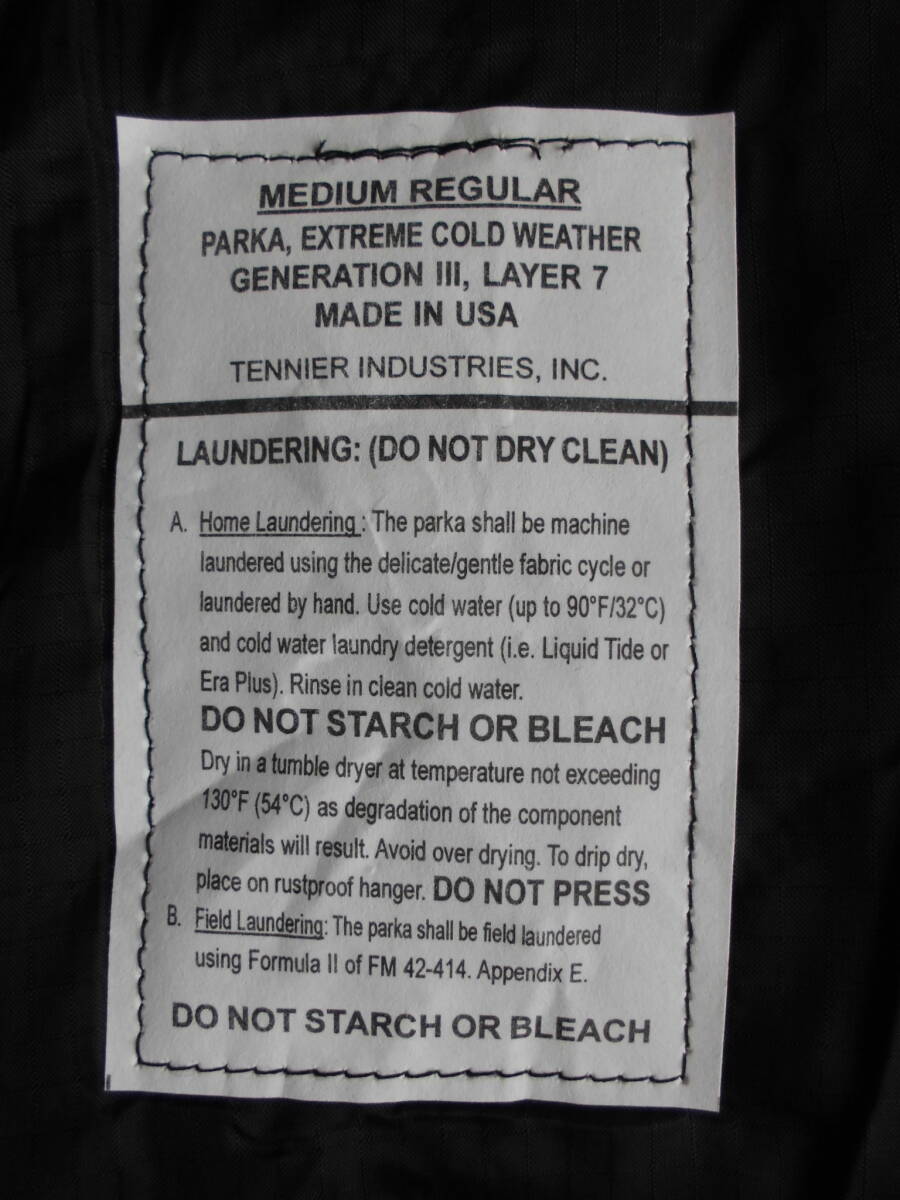 MEDIUM REGULAR
PARKA, EXTREME COLD WEATHER
GENERATION III, LAYER 7
MADE IN USA
TENNIER INDUSTRIES, INC.
LAUNDERING: (DO NOT DRY CLEAN)
A. Home Laundering : The parka shall be machine
laundered using the delicate/gentle fabric cycle or
laundered by hand. Use cold water (up to 90°F/32°C)
and cold water laundry detergent (i.e. Liquid Tide or
Era Plus). Rinse in clean cold water.
DO NOT STARCH OR BLEACH
Dry in a tumble dryer at temperature not exceeding
130°F (54°C) as degradation of the component
materials will result. Avoid over drying. To drip dry,
place on rustproof hanger. DO NOT PRESS
B. Field Laundering: The parka shall be field laundered
using Formula II of FM 42-414. Appendix E.
DO NOT STARCH OR BLEACH